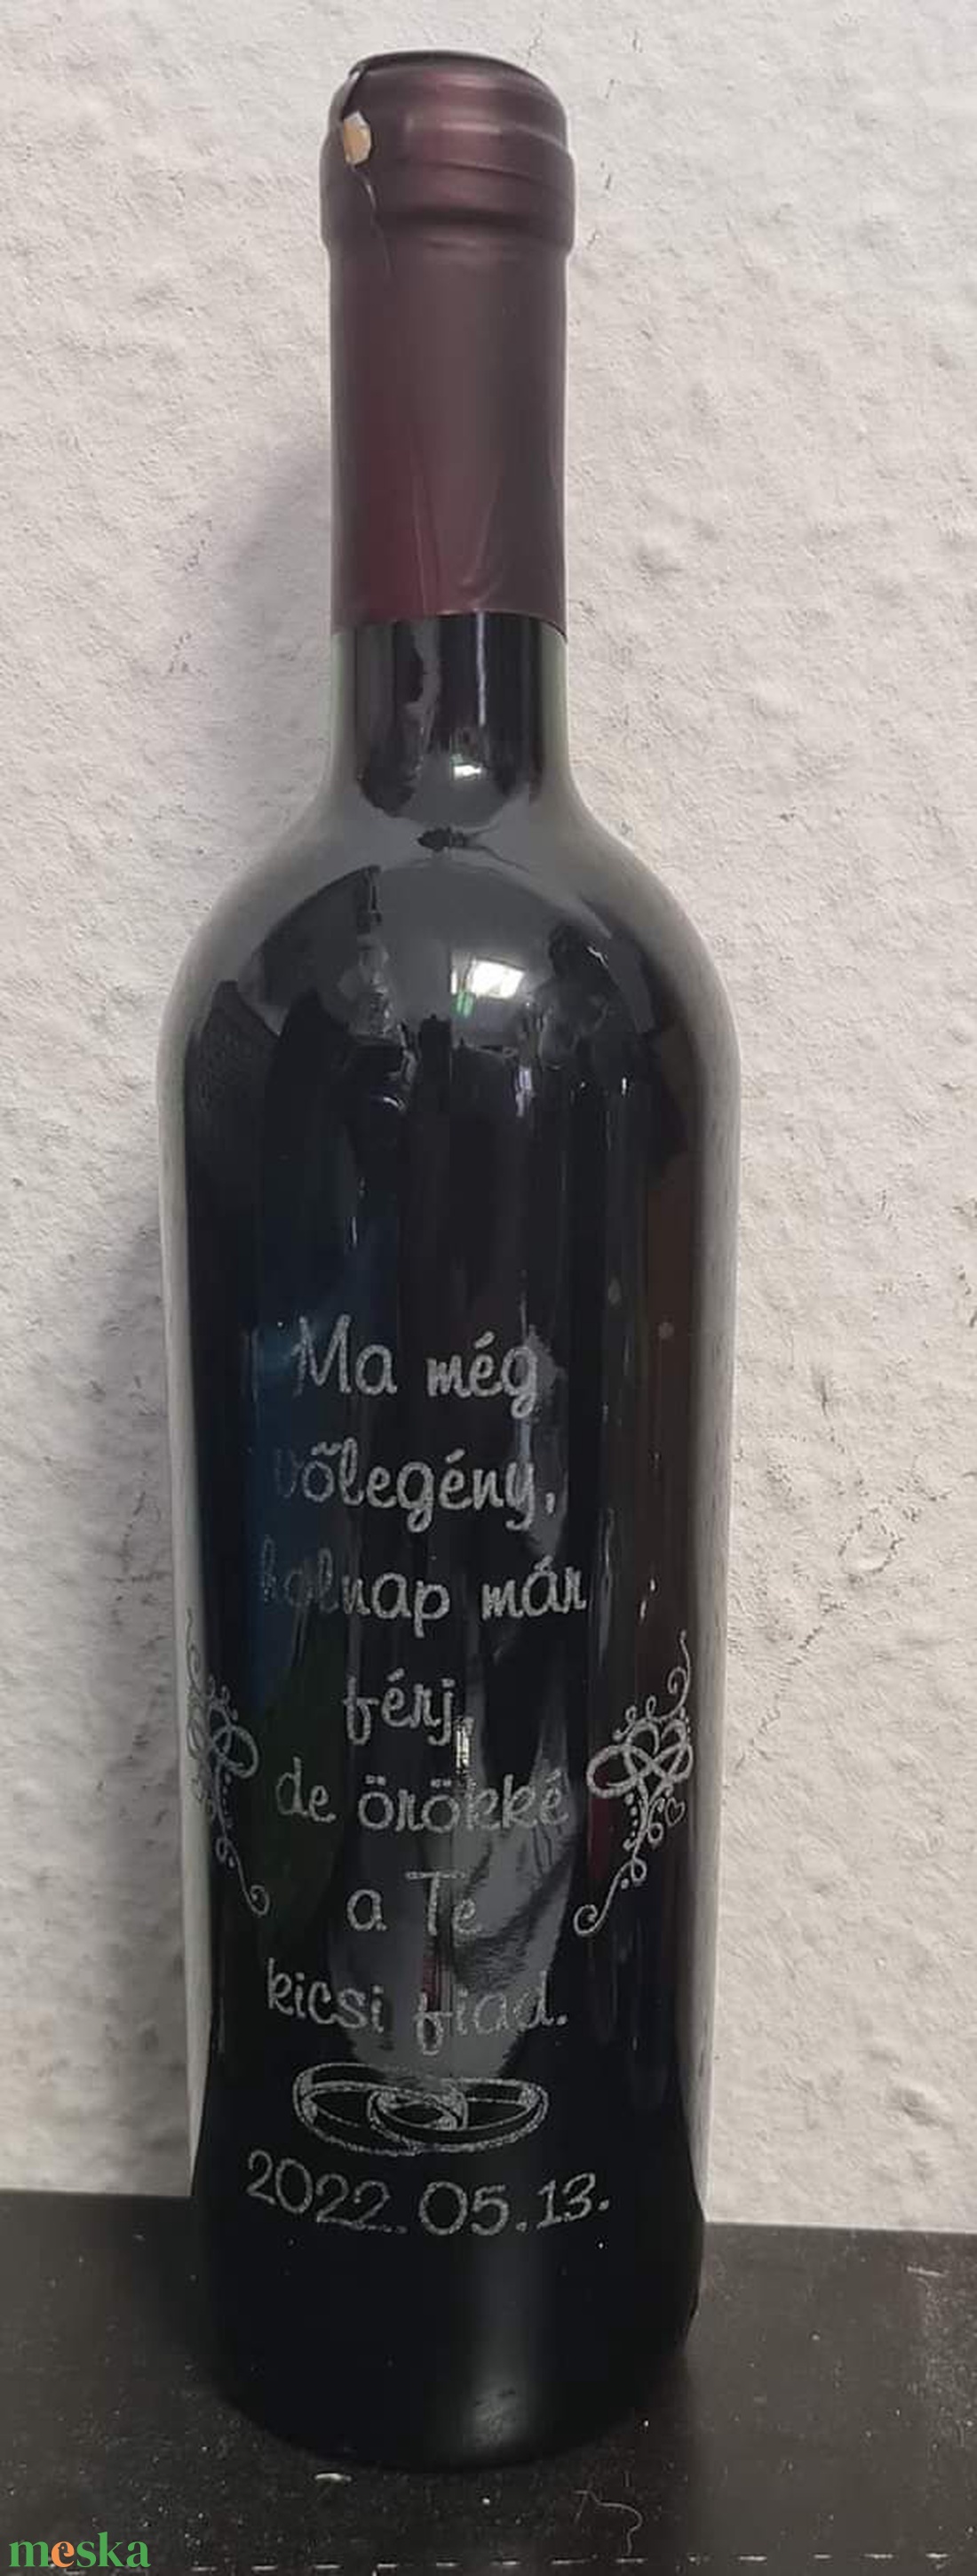 Ma még
vőlegény,
holnap már
férj,
de örökké
a Te
kicsi fiad.
2022.05.13.
meska